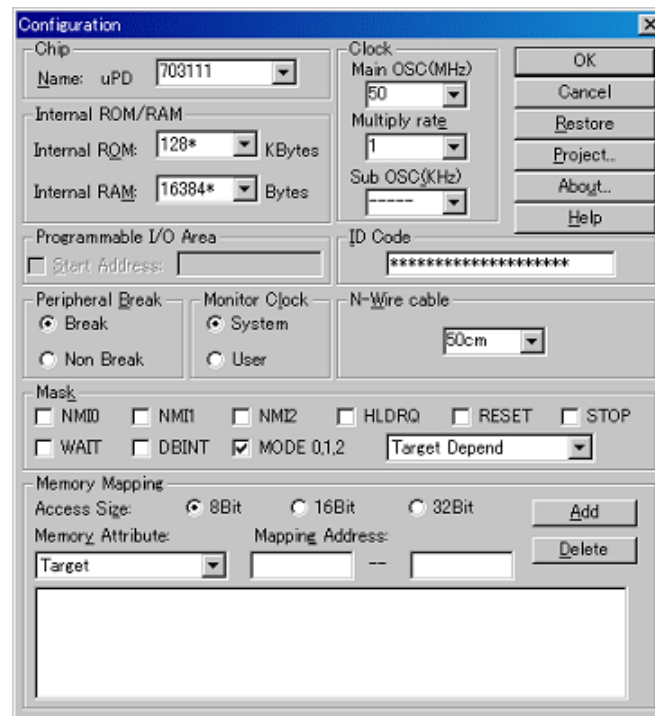 Configuration
Chip
Name: uPD 703111
Clock
Main OSC(MHz)
50
Multiply rate
1
Sub OSC(KHz)
-----
OK
Cancel
Restore
Project..
About..
Help
Internal ROM/RAM
Internal ROM: 128* KBytes
Internal RAM: 16384* Bytes
Programmable I/O Area
Start Address:
ID Code
********************
Peripheral Break
Break
Non Break
Monitor Clock
System
User
N-Wire cable
50cm
Mask
NMI0 NMI1 NMI2 HLDRQ RESET STOP
WAIT DBINT MODE 0,1,2 Target Depend
Memory Mapping
Access Size: 8Bit 16Bit 32Bit
Add
Memory Attribute: Mapping Address:
Delete
Target --